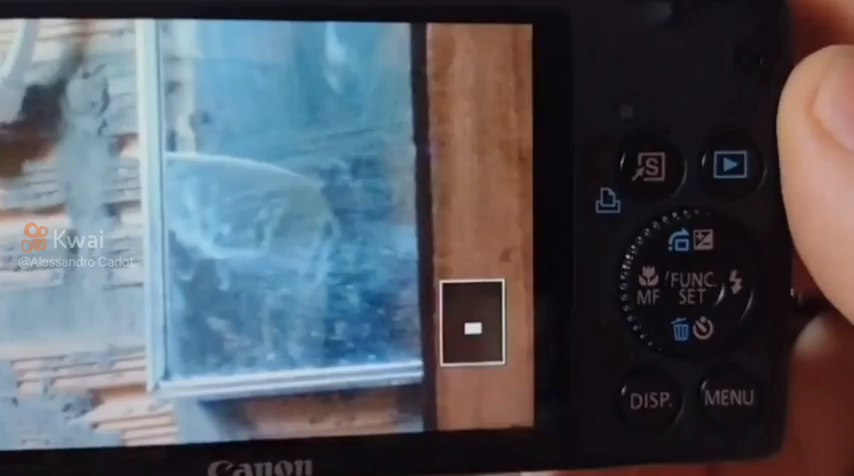 S
Kwai
@Alessandro Cadot
FUNC.
SET
MF
DISP.
MENU
Canon